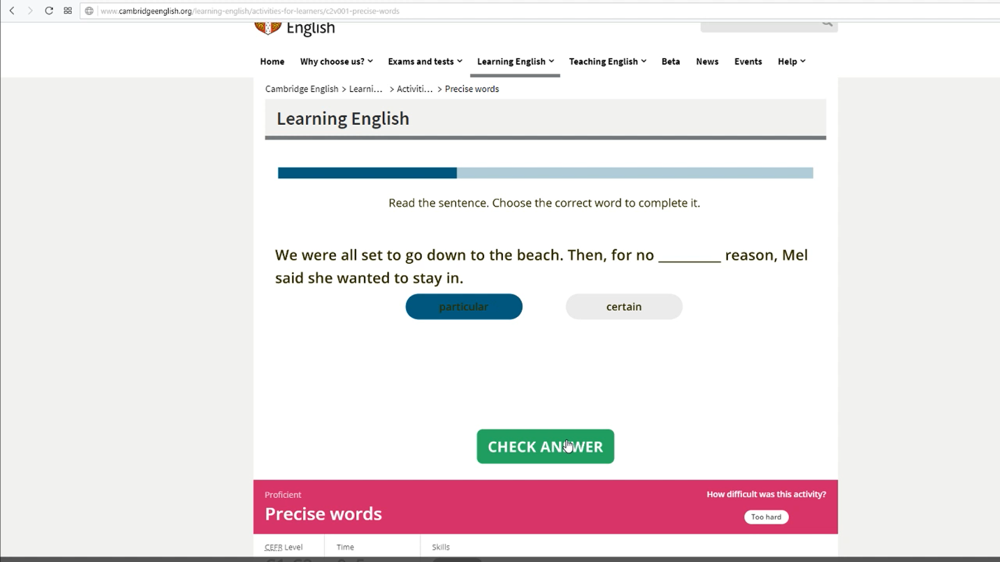 www.cambridgeenglish.org/learning-english/activities-for-learners/c2v001-precise-words
English
Home Why choose us? Exams and tests Learning English Teaching English Beta News Events Help
Cambridge English > Learni... > Activiti... > Precise words
Learning English
Read the sentence. Choose the correct word to complete it.
We were all set to go down to the beach. Then, for no _________ reason, Mel
said she wanted to stay in.
particular certain
CHECK ANSWER
Proficient How difficult was this activity?
Precise words
Too hard
CEFR Level Time Skills